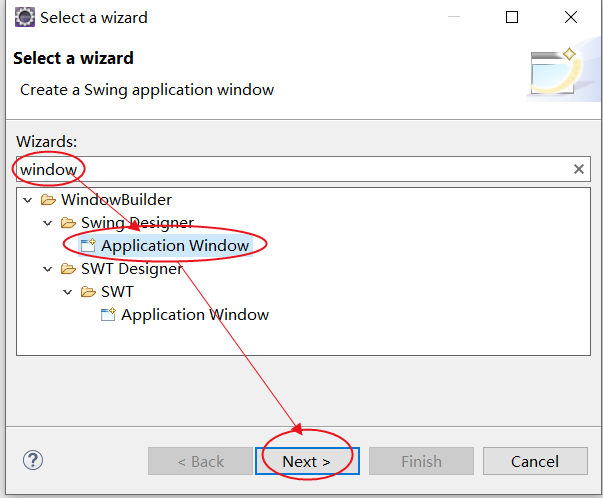 Select a wizard
Select a wizard
Create a Swing application window
Wizards:
window
WindowBuilder
Swing Designer
Application Window
SWT Designer
SWT
Application Window
< Back Next > Finish Cancel